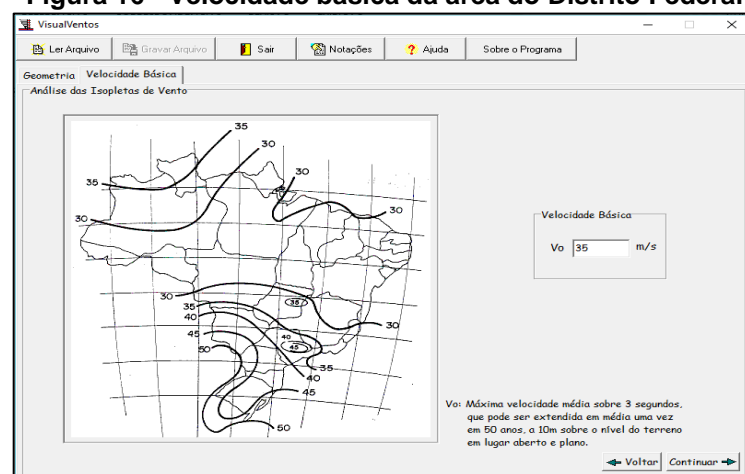 Figura 10 - Velocidade básica da área do Distrito Federal
VisualVentos
Ler Arquivo Gravar Arquivo Sair Notações ? Ajuda Sobre o Programa
Geometria Velocidade Básica
Análise das Isopletas de Vento
35
30
35
30
30
30
30
35
35
40
30
45
40
45
50
35
40
45
50
Velocidade Básica
Vo 35 m/s
Vo: Máxima velocidade média sobre 3 segundos,
que pode ser extendida em média uma vez
em 50 anos, a 10m sobre o nível do terreno
em lugar aberto e plano.
Voltar Continuar